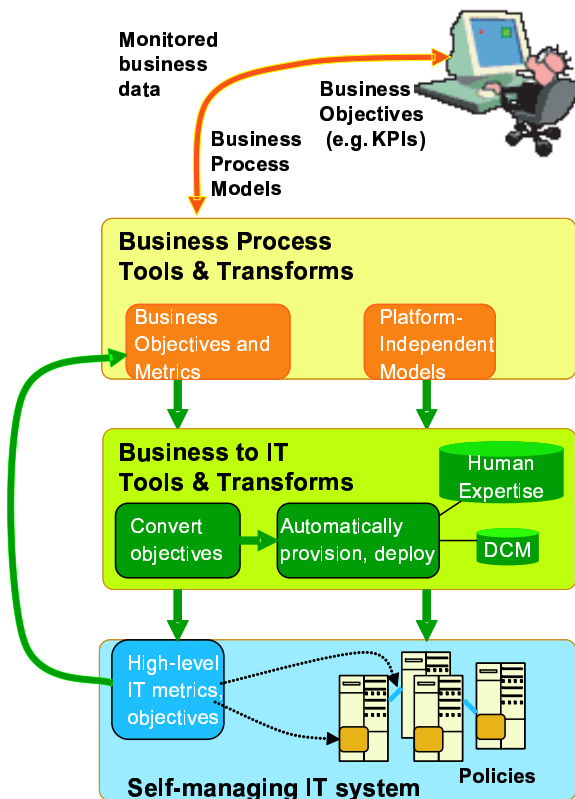 Monitored
business
data
Business
Objectives
(e.g. KPIs)
Business
Process
Models
Business Process
Tools & Transforms
Business
Objectives and
Metrics
Platform-
Independent
Models
Business to IT
Tools & Transforms
Human
Expertise
Convert
objectives
Automatically
provision, deploy
DCM
High-level
IT metrics,
objectives
Policies
Self-managing IT system